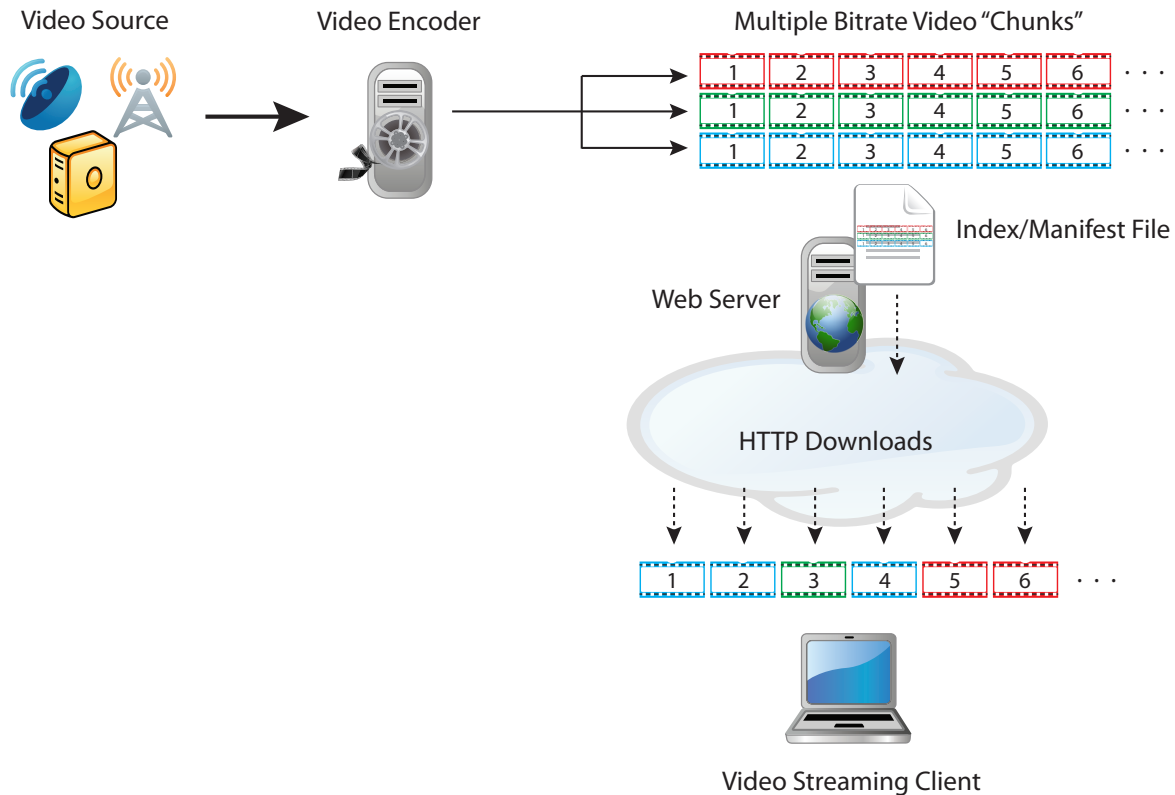 Video Source
Video Encoder
Multiple Bitrate Video “Chunks”
1 2 3 4 5 6 . . .
1 2 3 4 5 6 . . .
1 2 3 4 5 6 . . .
Index/Manifest File
Web Server
HTTP Downloads
1 2 3 4 5 6 . . .
Video Streaming Client